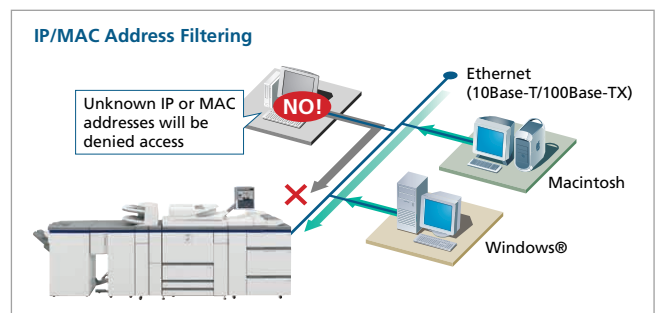 IP/MAC Address Filtering
Unknown IP or MAC
addresses will be
denied access
NO!
Ethernet
(10Base-T/100Base-TX)
Macintosh
Windows®